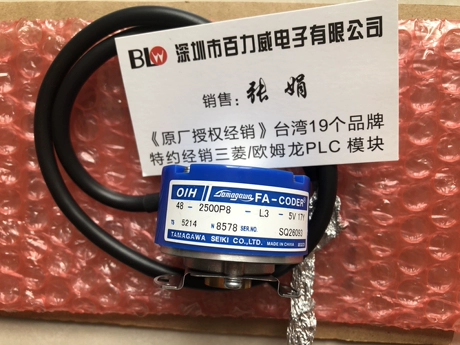 BLW 深圳市百力威电子有限公司
销售: 张娟
《原厂授权经销》台湾19个品牌
特约经销三菱/欧姆龙PLC 模块
OIH Tamagawa FA-CODER
48 - 2500P8 - L3 - 5V
TS 5214 N 8578 SER.NO. SQ28093
TAMAGAWA SEIKI CO.,LTD. MADE IN CHINA